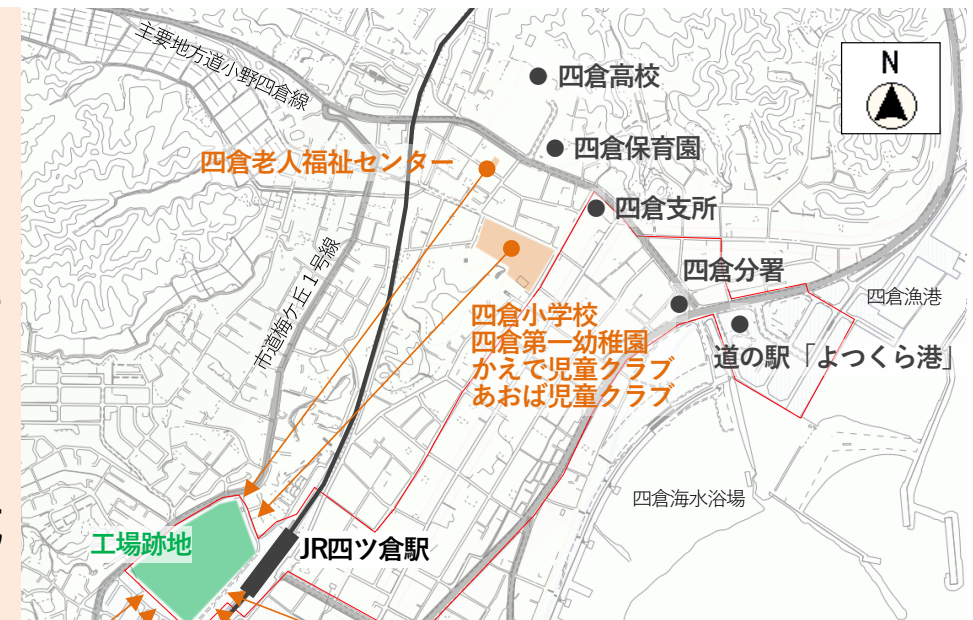 主要地方道小野四倉線
N
四倉高校
四倉保育園
四倉老人福祉センター
四倉支所
市道梅ケ丘1号線
四倉分署
四倉漁港
四倉小学校
四倉第一幼稚園
かえで児童クラブ
あおば児童クラブ
道の駅「よつくら港」
四倉海水浴場
工場跡地
JR四ツ倉駅